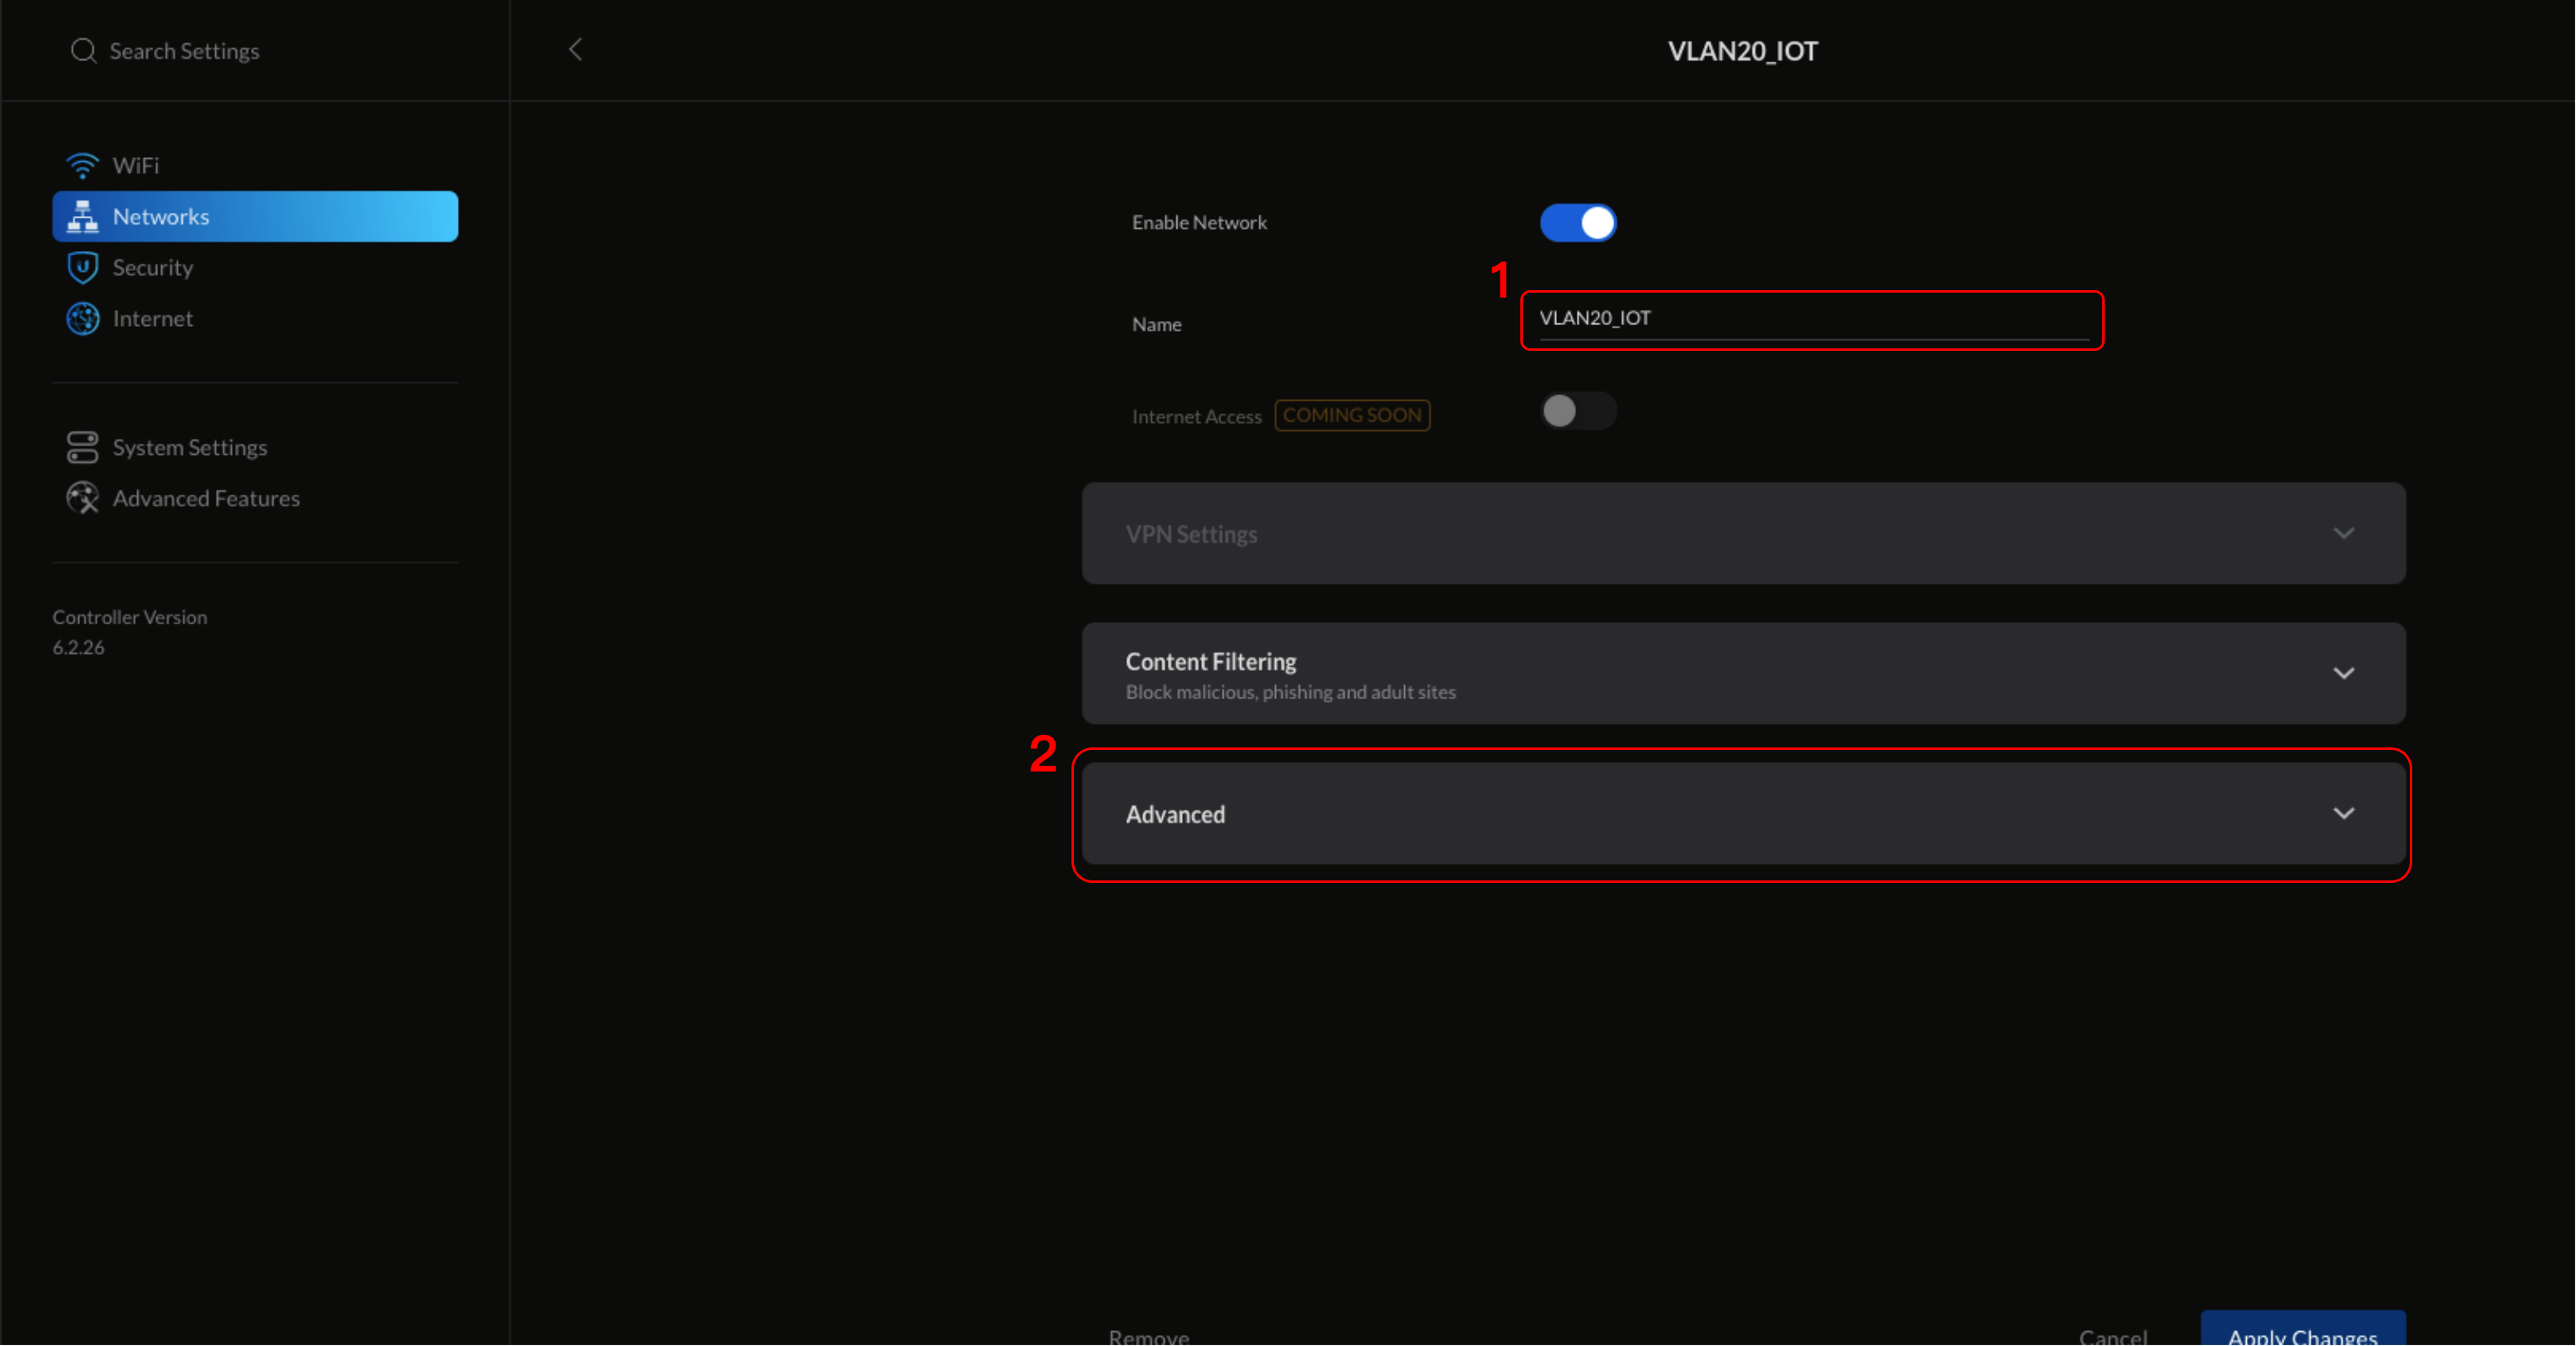 Search Settings
VLAN20_IOT
WiFi
Networks
Security
Internet
System Settings
Advanced Features
Controller Version
6.2.26
Enable Network
1
Name
VLAN20_IOT
Internet Access COMING SOON
VPN Settings
Content Filtering
Block malicious, phishing and adult sites
2
Advanced
Remove
Cancel
Apply Changes